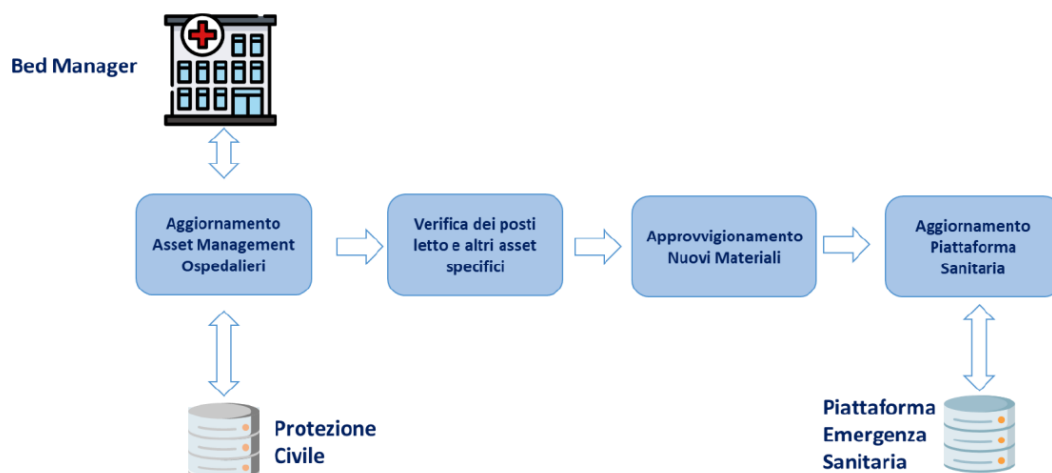 Bed Manager
Aggiornamento
Asset Management
Ospedalieri
Verifica dei posti
letto e altri asset
specifici
Approvvigionamento
Nuovi Materiali
Aggiornamento
Piattaforma
Sanitaria
Protezione
Civile
Piattaforma
Emergenza
Sanitaria